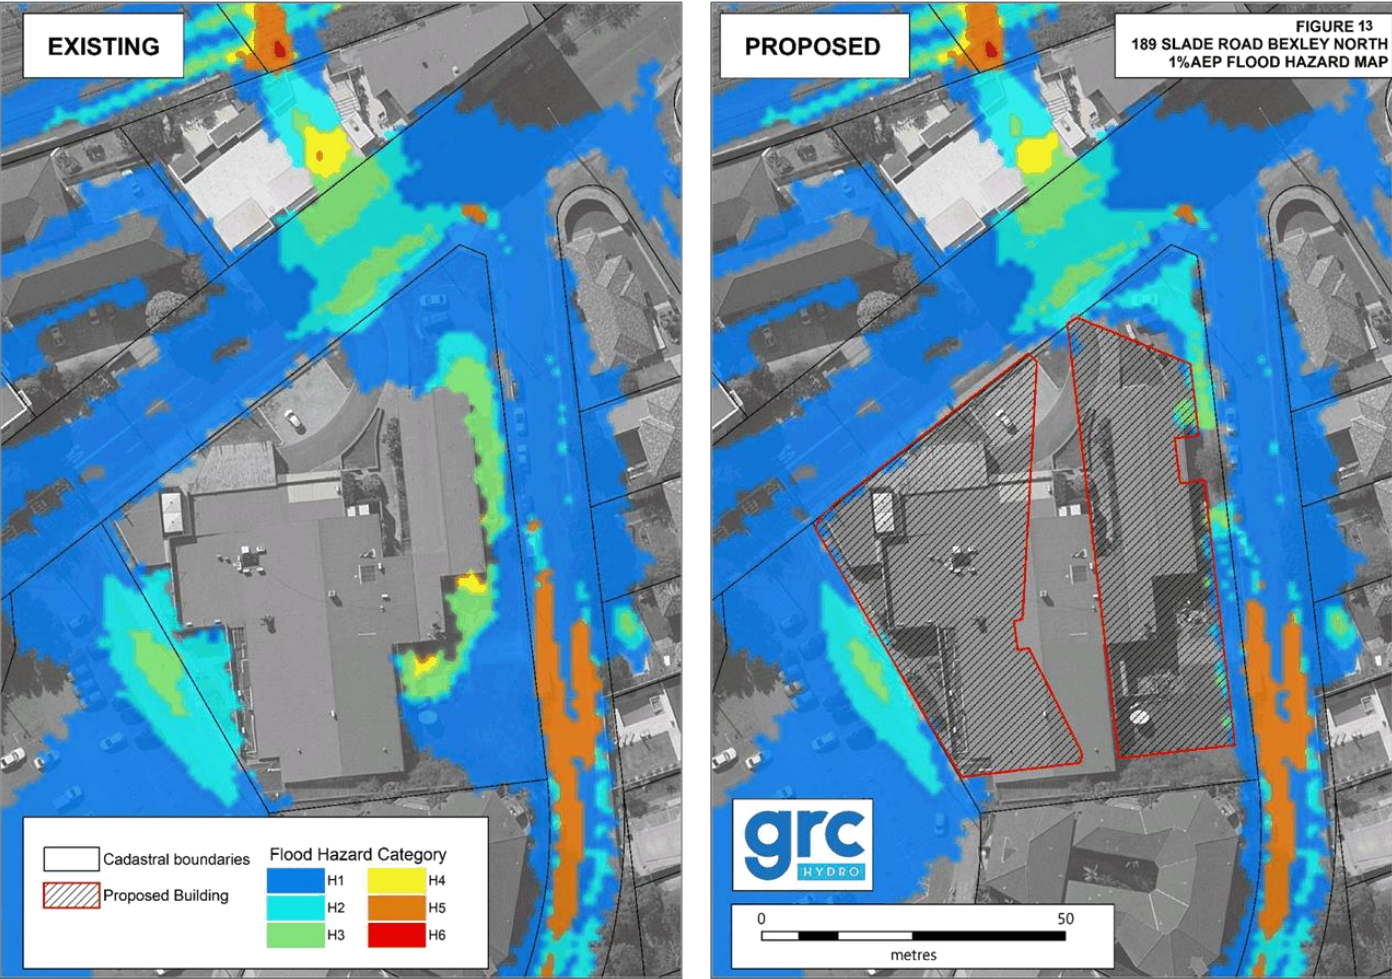 EXISTING
PROPOSED
FIGURE 13
189 SLADE ROAD BEXLEY NORTH
1%AEP FLOOD HAZARD MAP
Cadastral boundaries
Proposed Building
Flood Hazard Category
H1
H2
H3
H4
H5
H6
grc
HYDRO
0
50
metres